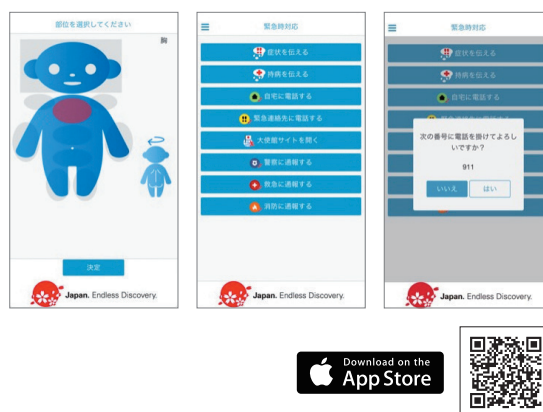 部位を選択してください
胸
決定
Japan. Endless Discovery.
緊急時対応
症状を伝える
持病を伝える
自宅に電話する
緊急連絡先に電話する
大使館サイトを開く
警察に通報する
救急に通報する
消防に通報する
Japan. Endless Discovery.
緊急時対応
症状を伝える
持病を伝える
自宅に電話する
次の番号に電話を掛けてよろし
いですか？
911
いいえ
はい
Japan. Endless Discovery.
Download on the
App Store